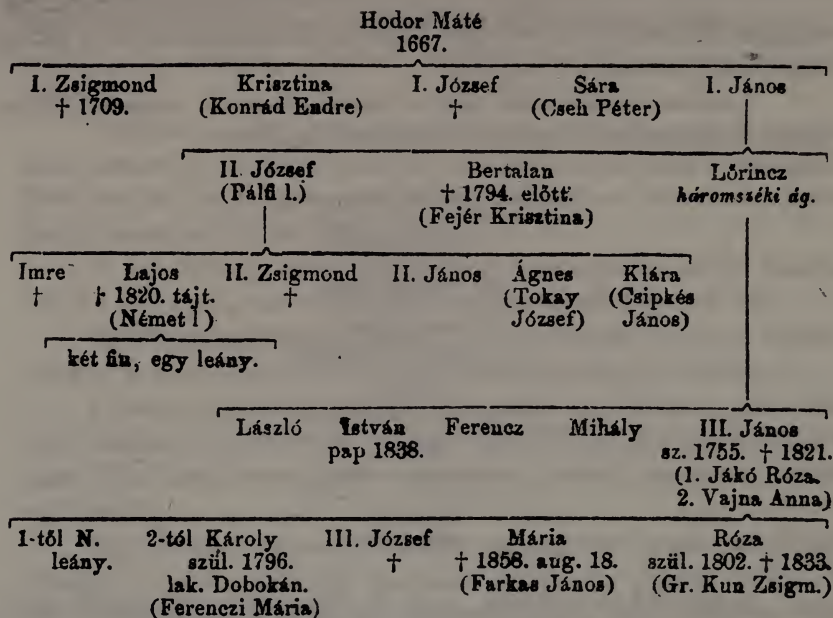 Hodor Máté
1667.
I. Zsigmond Krisztina I. József Sára I. János
† 1709. (Konrád Endre) † (Cseh Péter)
II. József Bertalan Lőrincz
(Pálfi l.) † 1794. előtt. háromszéki ág.
(Fejér Krisztina)
Imre Lajos II. Zsigmond II. János Ágnes Klára
† † 1820. tájt. † (Tokay (Csipkés
(Német l) József) János)
két fiu, egy leány.
László István Ferencz Mihály III. János
pap 1838. sz. 1755. † 1821.
(1. Jákó Róza.
2. Vajna Anna)
1-től N. 2-tól Károly III. József Mária Róza
leány. szül. 1796. † † 1858. aug. 18. szül. 1802. † 1833.
lak. Dobokán. (Farkas János) (Gr. Kun Zsigm.)
(Ferenczi Mária)